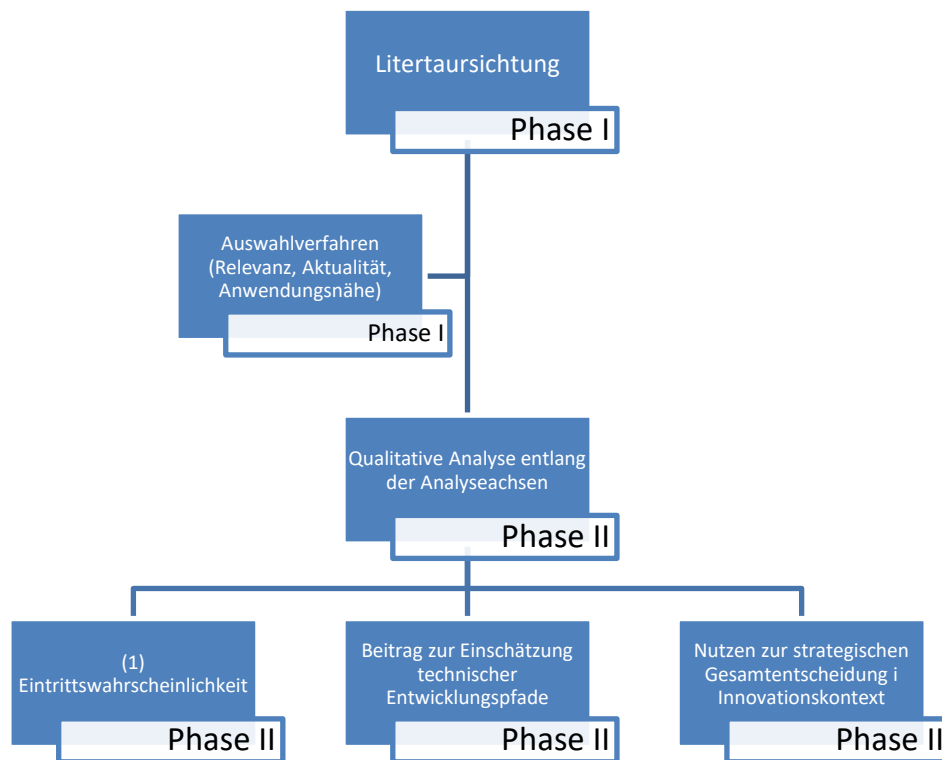 Litertaursichtung
Phase I
Auswahlverfahren
(Relevanz, Aktualität,
Anwendungsnähe)
Phase I
Qualitative Analyse entlang
der Analyseachsen
Phase II
(1)
Eintrittswahrscheinlichkeit
Phase II
Beitrag zur Einschätzung
technischer
Entwicklungspfade
Phase II
Nutzen zur strategischen
Gesamtentscheidung i
Innovationskontext
Phase II